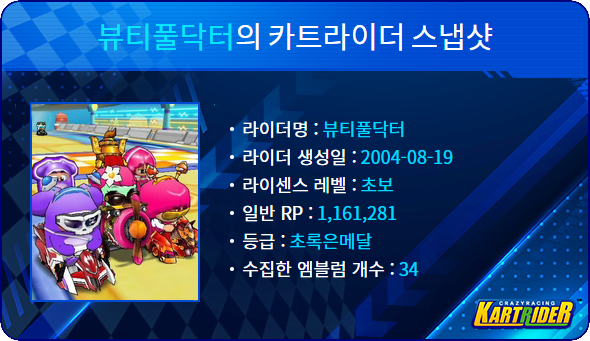 뷰티풀닥터의 카트라이더 스냅샷
• 라이더명 : 뷰티풀닥터
• 라이더 생성일 : 2004-08-19
• 라이센스 레벨 : 초보
• 일반 RP : 1,161,281
• 등급 : 초록은메달
• 수집한 엠블럼 개수 : 34
CRAZYRACING
KARTRIDER